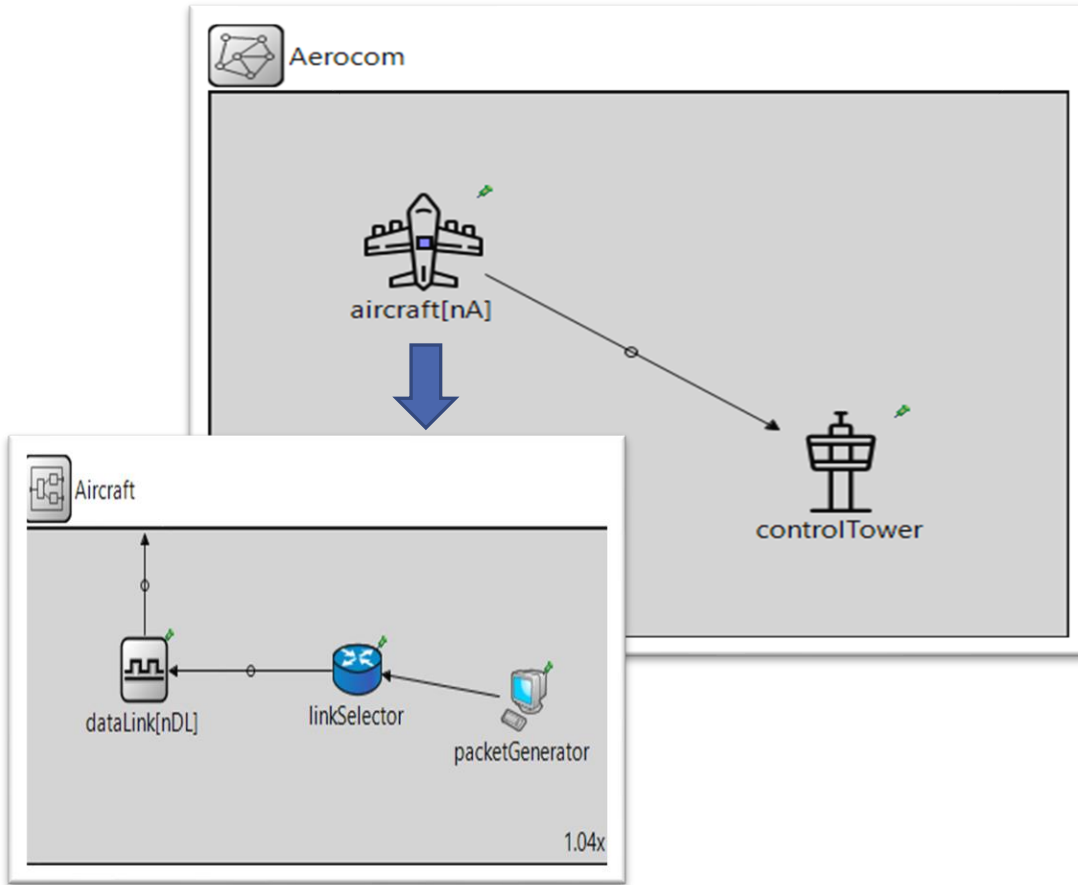 Aerocom
aircraft[nA]
controlTower
Aircraft
dataLink[nDL]
linkSelector
packetGenerator
1.04x